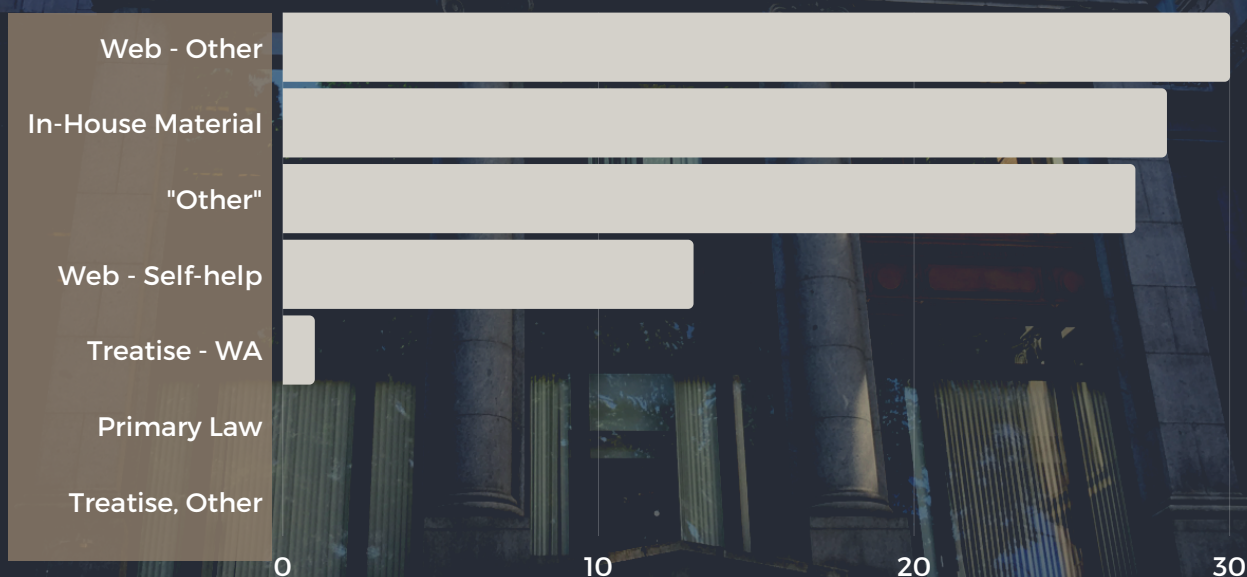 Web - Other
In-House Material
"Other"
Web - Self-help
Treatise - WA
Primary Law
Treatise, Other
0 10 20 30